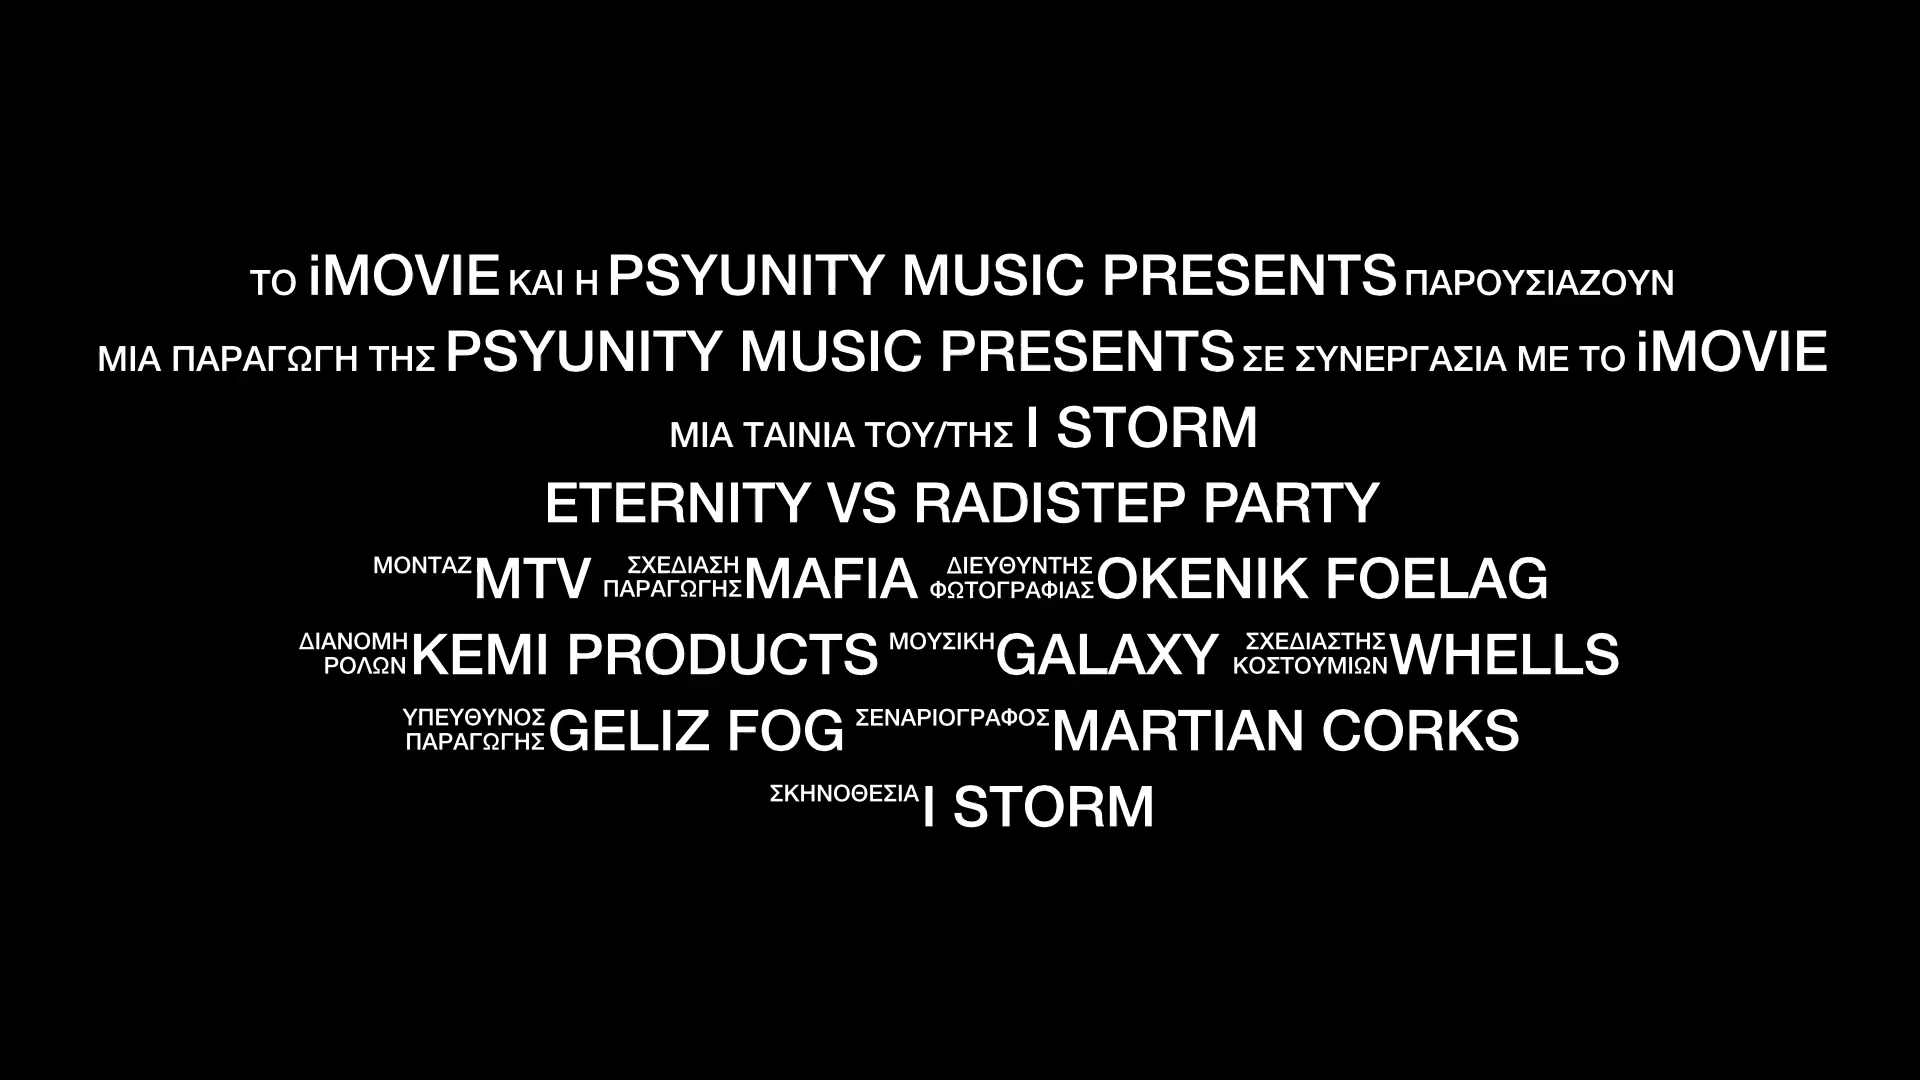 ΤΟ iMOVIE ΚΑΙ Η PSYUNITY MUSIC PRESENTS ΠΑΡΟΥΣΙΑΖΟΥΝ
ΜΙΑ ΠΑΡΑΓΩΓΗ ΤΗΣ PSYUNITY MUSIC PRESENTS ΣΕ ΣΥΝΕΡΓΑΣΙΑ ΜΕ ΤΟ iMOVIE
ΜΙΑ ΤΑΙΝΙΑ ΤΟΥ/ΤΗΣ I STORM
ETERNITY VS RADISTEP PARTY
ΜΟΝΤΑΖ MTV ΣΧΕΔΙΑΣΗ ΠΑΡΑΓΩΓΗΣ MAFIA ΔΙΕΥΘΥΝΤΗΣ ΦΩΤΟΓΡΑΦΙΑΣ OKENIK FOELAG
ΔΙΑΝΟΜΗ ΡΟΛΩΝ KEMI PRODUCTS ΜΟΥΣΙΚΗ GALAXY ΣΧΕΔΙΑΣΤΗΣ ΚΟΣΤΟΥΜΙΩΝ WHELLS
ΥΠΕΥΘΥΝΟΣ ΠΑΡΑΓΩΓΗΣ GELIZ FOG ΣΕΝΑΡΙΟΓΡΑΦΟΣ MARTIAN CORKS
ΣΚΗΝΟΘΕΣΙΑ I STORM